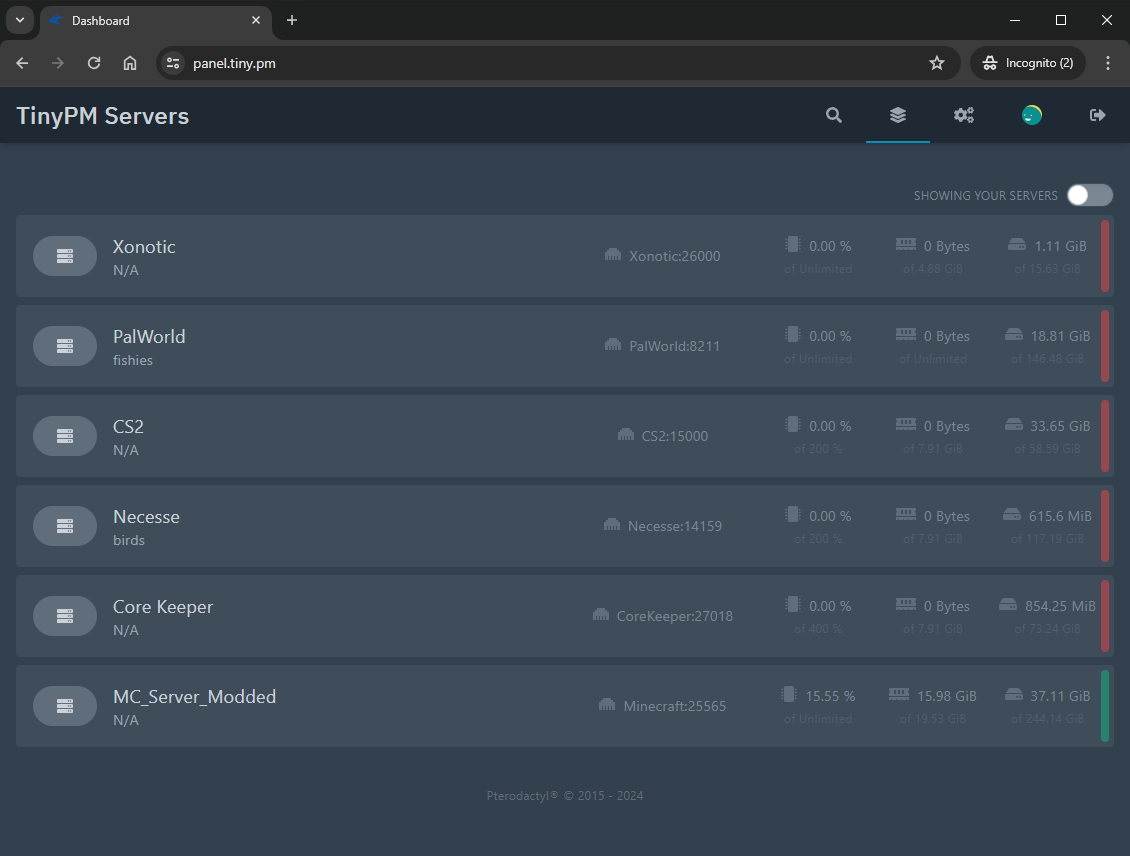 Dashboard
panel.tiny.pm
Incognito (2)
TinyPM Servers
SHOWING YOUR SERVERS
Xonotic
N/A
Xonotic:26000
0.00 %
of Unlimited
0 Bytes
of 4.88 GiB
1.11 GiB
of 15.63 GiB
PalWorld
fishies
PalWorld:8211
0.00 %
of Unlimited
0 Bytes
of Unlimited
18.81 GiB
of 146.48 GiB
CS2
N/A
CS2:15000
0.00 %
of 200 %
0 Bytes
of 7.91 GiB
33.65 GiB
of 58.59 GiB
Necesse
birds
Necesse:14159
0.00 %
of 200 %
0 Bytes
of 7.91 GiB
615.6 MiB
of 117.19 GiB
Core Keeper
N/A
CoreKeeper:27018
0.00 %
of 400 %
0 Bytes
of 7.91 GiB
854.25 MiB
of 73.24 GiB
MC_Server_Modded
N/A
Minecraft:25565
15.55 %
of Unlimited
15.98 GiB
of 19.53 GiB
37.11 GiB
of 244.14 GiB
Pterodactyl® © 2015 - 2024